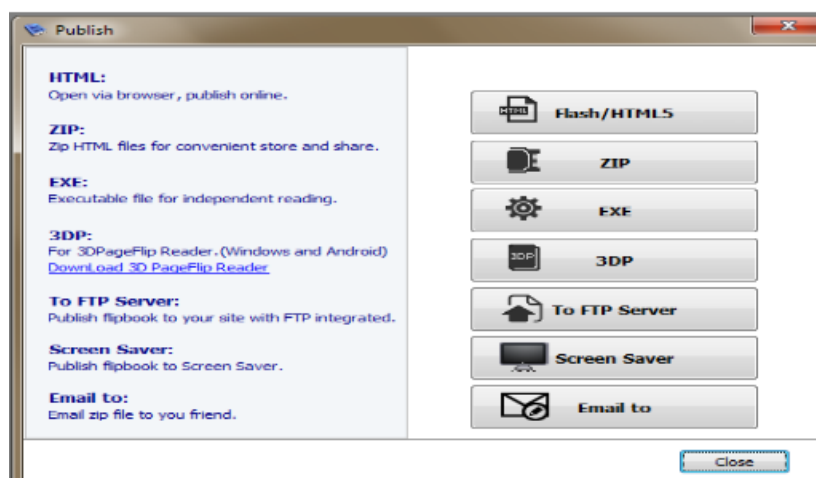 Publish
HTML:
Open via browser, publish online.
ZIP:
Zip HTML files for convenient store and share.
EXE:
Executable file for independent reading.
3DP:
For 3DPageFlip Reader.(Windows and Android)
DownLoad 3D PageFlip Reader
To FTP Server:
Publish flipbook to your site with FTP integrated.
Screen Saver:
Publish flipbook to Screen Saver.
Email to:
Email zip file to you friend.
HTML
Flash/HTML5
ZIP
EXE
3DP
3DP
To FTP Server
Screen Saver
Email to
Close